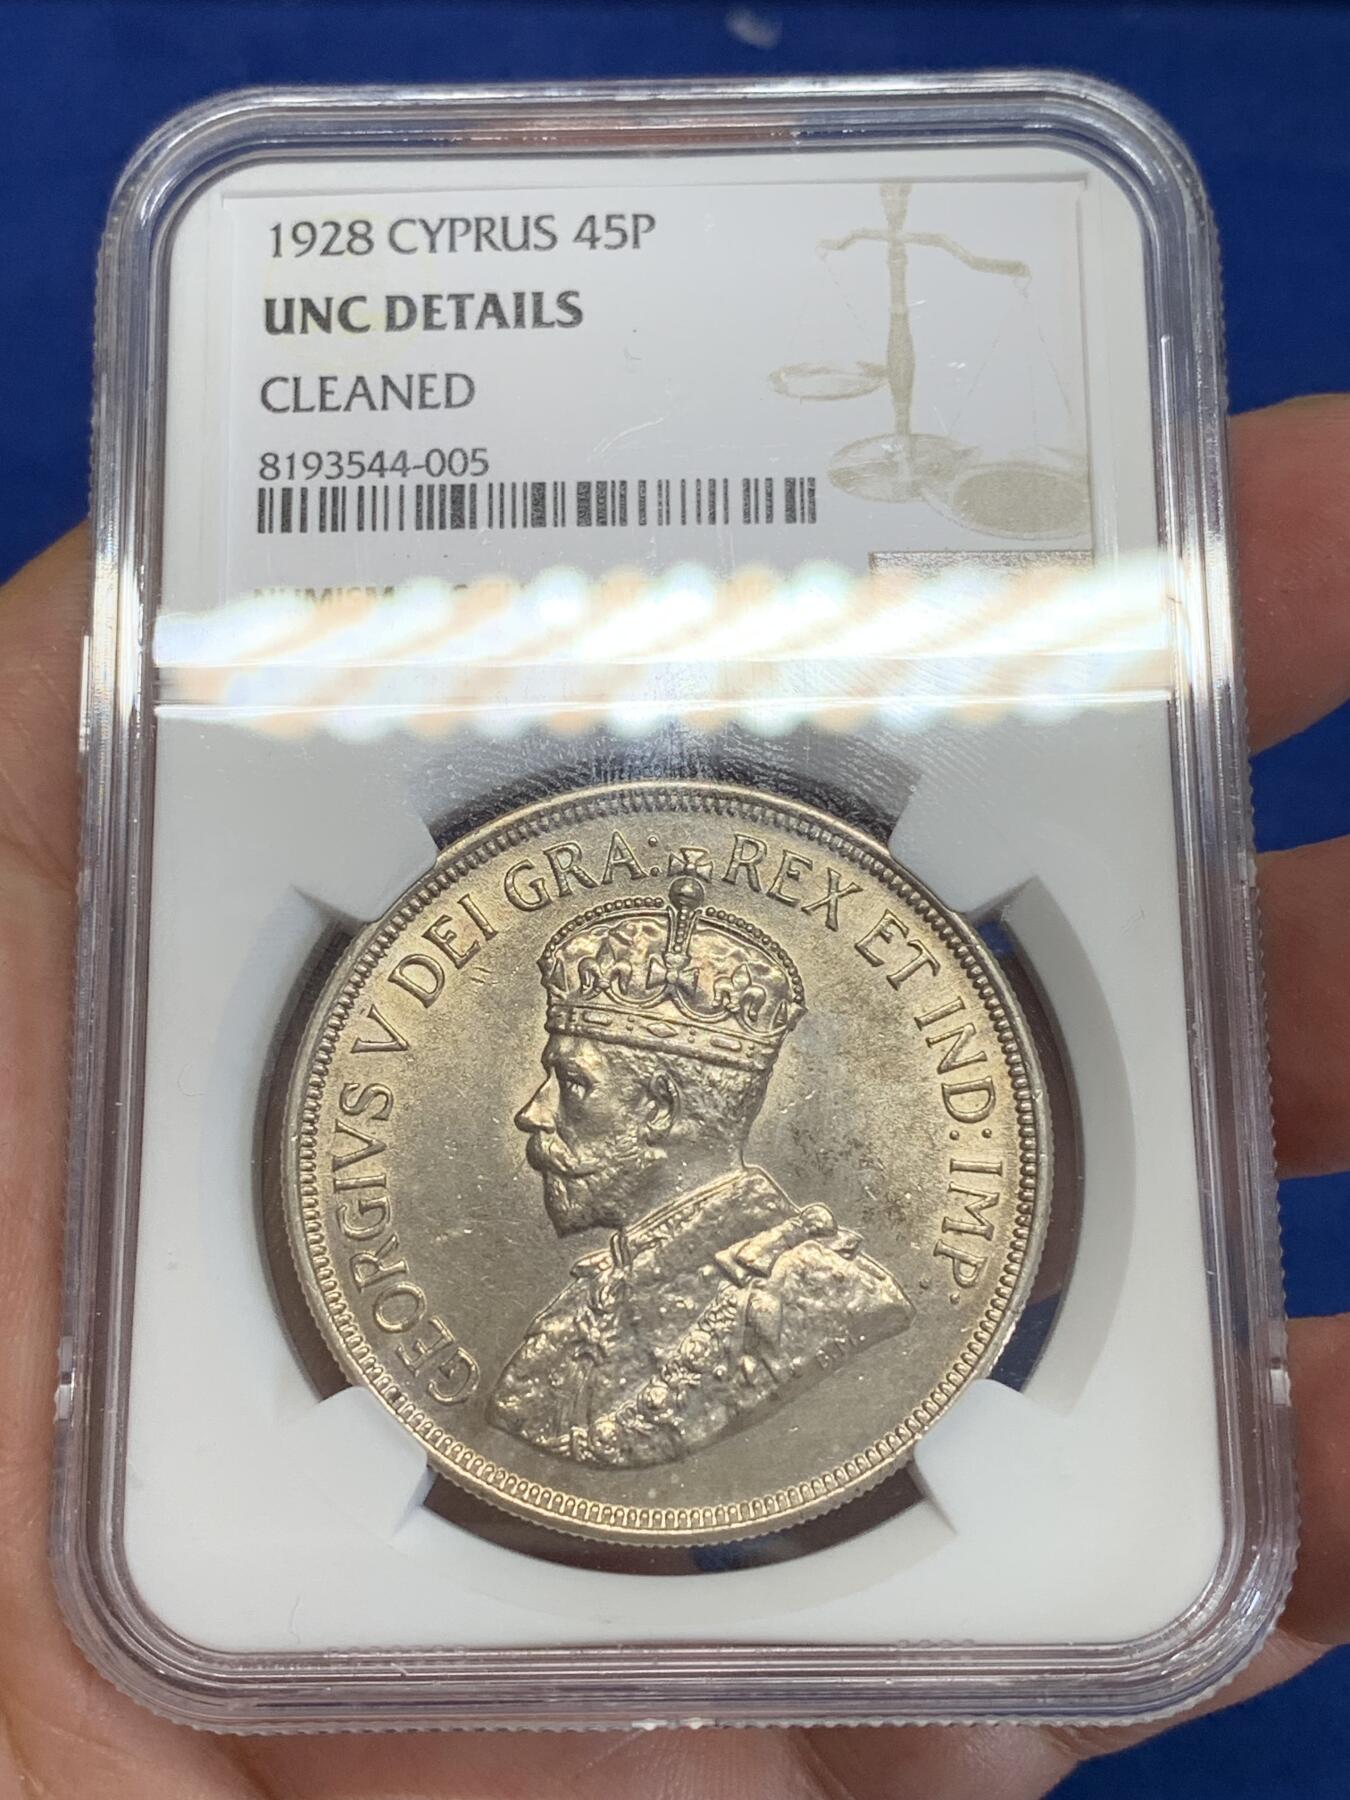 1928 CYPRUS 45P
UNC DETAILS
CLEANED
8193544-005
GEORGIVS V DEI GRA: REX ET IND: IMP.
B.M.